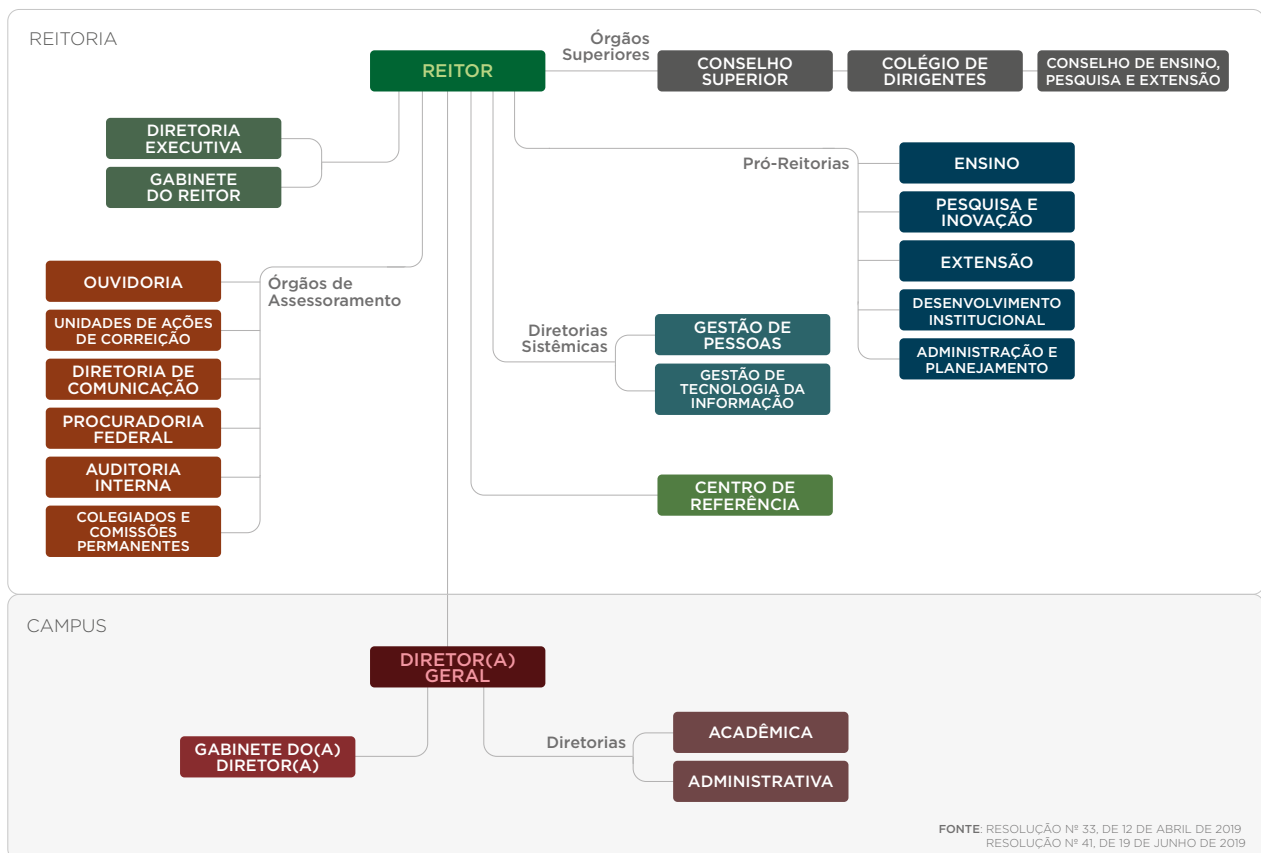 REITORIA
REITOR
Órgãos
Superiores
CONSELHO
SUPERIOR
COLÉGIO DE
DIRIGENTES
CONSELHO DE ENSINO,
PESQUISA E EXTENSÃO
DIRETORIA
EXECUTIVA
GABINETE
DO REITOR
Pró-Reitorias
ENSINO
PESQUISA E
INOVAÇÃO
EXTENSÃO
DESENVOLVIMENTO
INSTITUCIONAL
ADMINISTRAÇÃO E
PLANEJAMENTO
Órgãos de
Assessoramento
OUVIDORIA
UNIDADES DE AÇÕES
DE CORREIÇÃO
DIRETORIA DE
COMUNICAÇÃO
PROCURADORIA
FEDERAL
AUDITORIA
INTERNA
COLEGIADOS E
COMISSÕES
PERMANENTES
Diretorias
Sistêmicas
GESTÃO DE
PESSOAS
GESTÃO DE
TECNOLOGIA DA
INFORMAÇÃO
CENTRO DE
REFERÊNCIA
CAMPUS
DIRETOR(A)
GERAL
GABINETE DO(A)
DIRETOR(A)
Diretorias
ACADÊMICA
ADMINISTRATIVA
FONTE: RESOLUÇÃO Nº 33, DE 12 DE ABRIL DE 2019
RESOLUÇÃO Nº 41, DE 19 DE JUNHO DE 2019